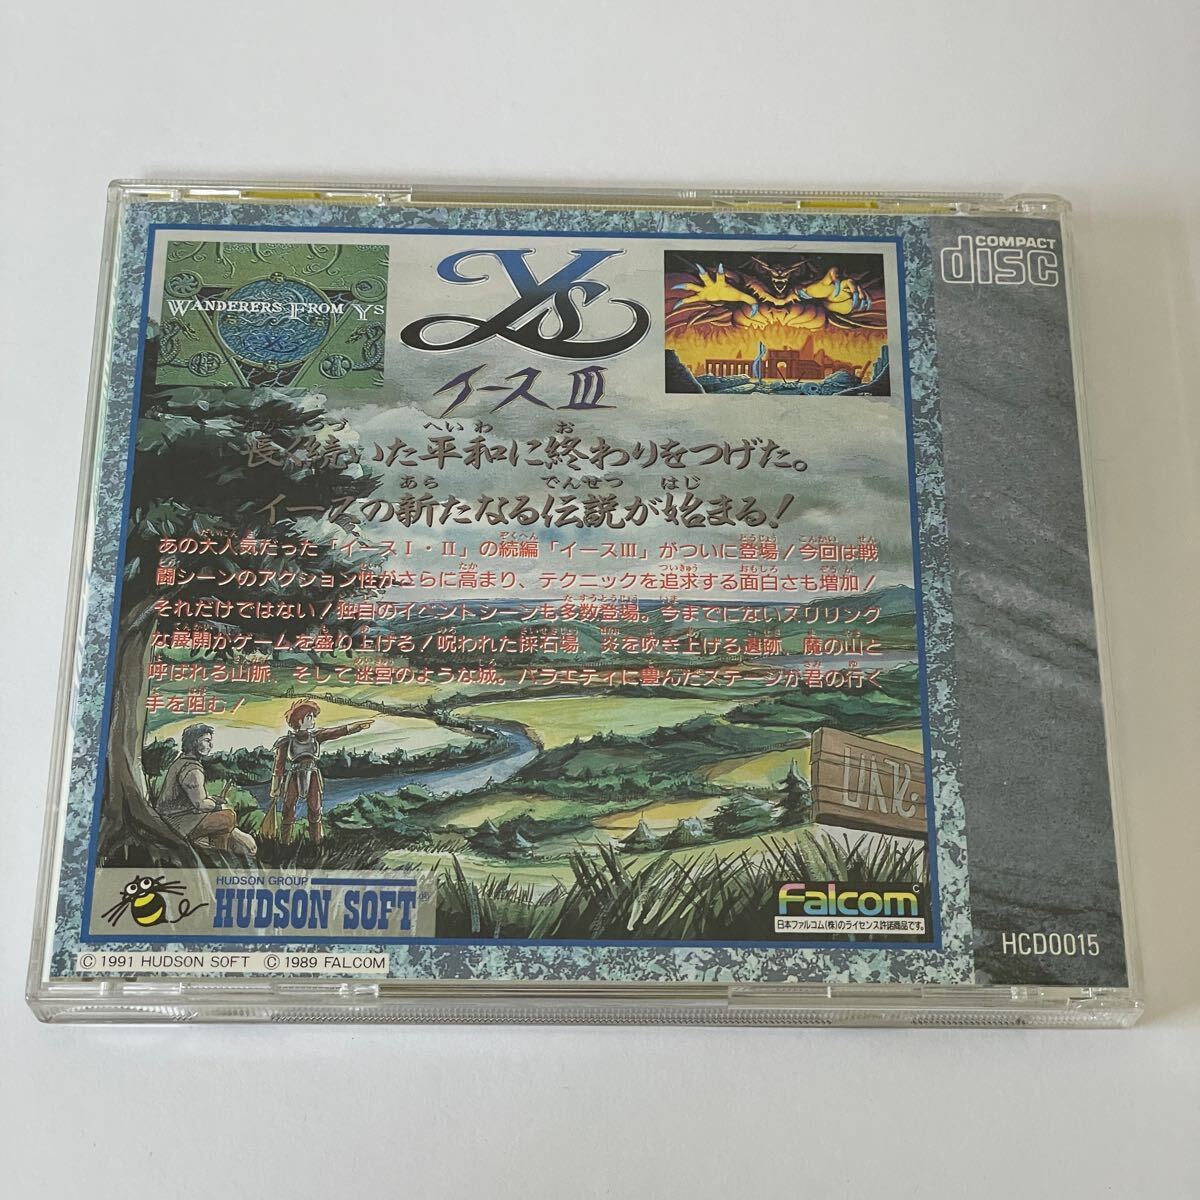 COMPACT
disc
WANDERERS FROM YS
Ys
イースIII
長く続いた平和に終わりをつげた。
イースの新たなる伝説が始まる!
あの大人気だった「イースI・II」の続編「イースIII」がついに登場!今回は戦
闘シーンのアクション性がさらに高まり、テクニックを追求する面白さも増加!
それだけではない!独自のイベントシーンも多数登場。今までにないスリリング
な展開がゲームを盛り上げる!呪われた採石場、炎を吹き上げる遺跡、魔の山と
呼ばれる山脈、そして迷宮のような城。バラエティに豊んだステージが君の行く
手を阻む!
HUDSON GROUP
HUDSON SOFT®
Falcom
日本ファルコム(株)のライセンス許諾商品です。
© 1991 HUDSON SOFT © 1989 FALCOM
HCD0015